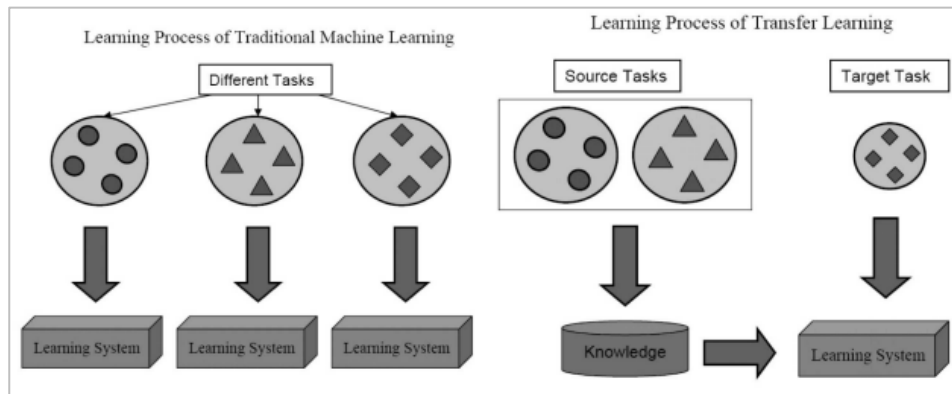 Learning Process of Traditional Machine Learning
Different Tasks
Learning System
Learning System
Learning System
Learning Process of Transfer Learning
Source Tasks
Target Task
Knowledge
Learning System